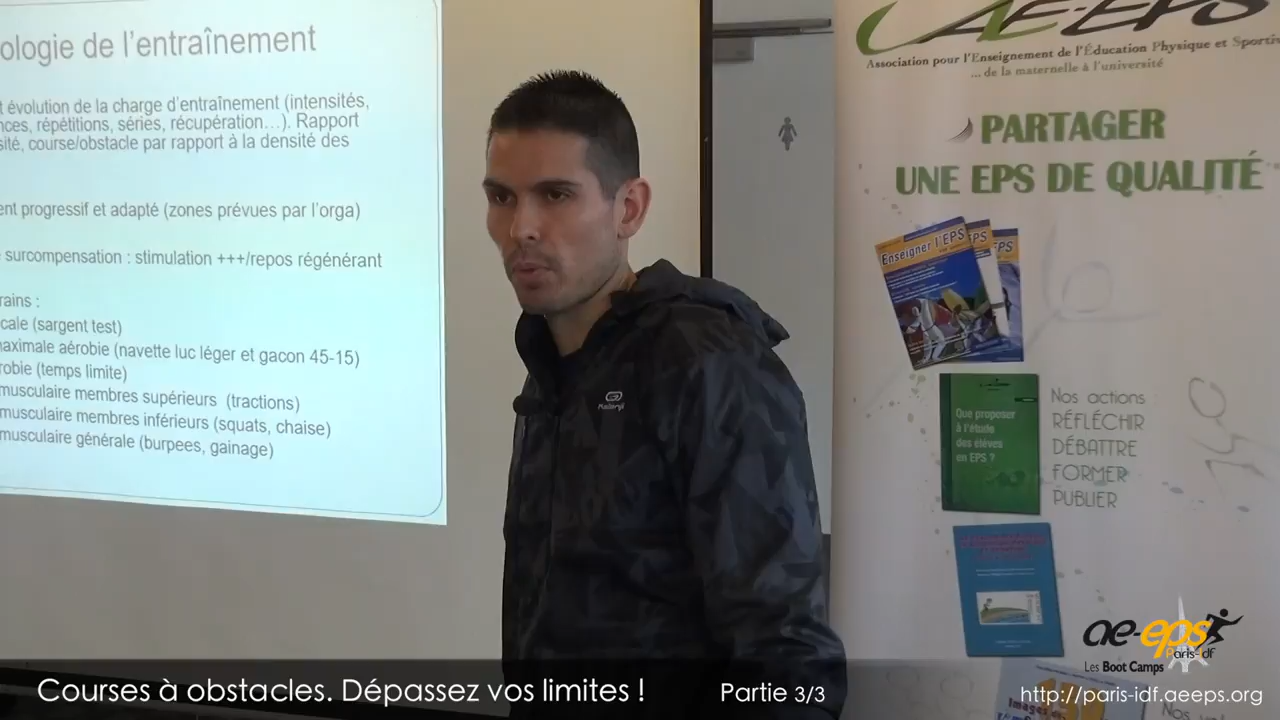 ologie de l'entraînement
t évolution de la charge d'entraînement (intensités,
nces, répétitions, séries, récupération…). Rapport
sité, course/obstacle par rapport à la densité des
ent progressif et adapté (zones prévues par l'orga)
surcompensation : stimulation +++/repos régénérant
rains :
cale (sargent test)
naximale aérobie (navette luc léger et gacon 45-15)
robie (temps limite)
musculaire membres supérieurs (tractions)
musculaire membres inférieurs (squats, chaise)
musculaire générale (burpees, gainage)
AE-EPS
Association pour l'Enseignement de l'Éducation Physique et Sportiv
... de la maternelle à l'université
PARTAGER
UNE EPS DE QUALITÉ
Enseigner l'EPS
EPS
EPS
Que proposer
à l'étude
des élèves
en EPS ?
Nos actions
RÉFLÉCHIR
DÉBATTRE
FORMER
PUBLIER
ae-eps
Paris-idf
Les Boot Camps
Nos
Courses à obstacles. Dépassez vos limites !
Partie 3/3
http://paris-idf.aeeps.org